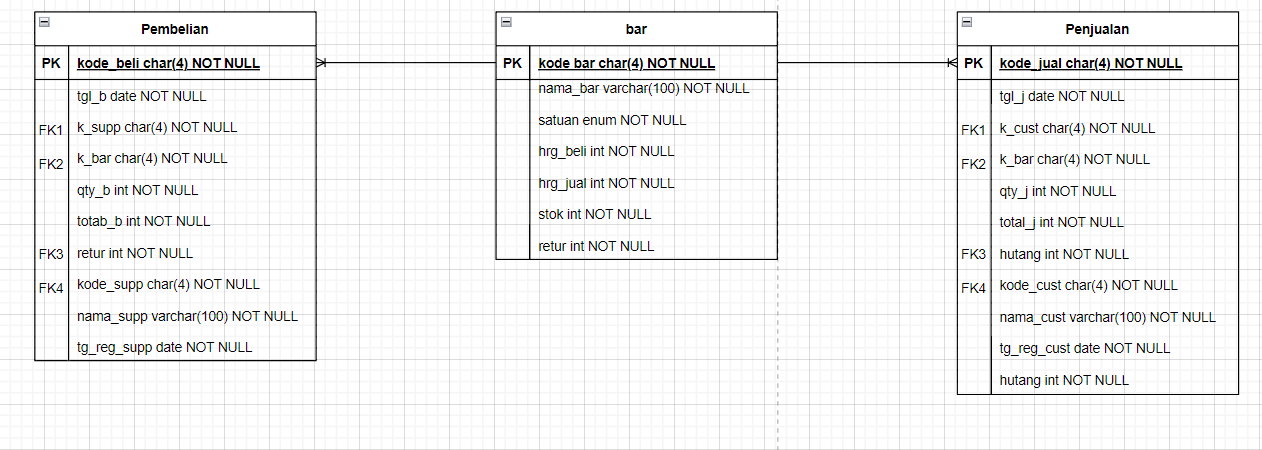 Pembelian
PK kode_beli char(4) NOT NULL
tgl_b date NOT NULL
FK1 k_supp char(4) NOT NULL
FK2 k_bar char(4) NOT NULL
qty_b int NOT NULL
totab_b int NOT NULL
FK3 retur int NOT NULL
FK4 kode_supp char(4) NOT NULL
nama_supp varchar(100) NOT NULL
tg_reg_supp date NOT NULL
bar
PK kode bar char(4) NOT NULL
nama_bar varchar(100) NOT NULL
satuan enum NOT NULL
hrg_beli int NOT NULL
hrg_jual int NOT NULL
stok int NOT NULL
retur int NOT NULL
Penjualan
PK kode_jual char(4) NOT NULL
tgl_j date NOT NULL
FK1 k_cust char(4) NOT NULL
FK2 k_bar char(4) NOT NULL
qty_j int NOT NULL
total_j int NOT NULL
FK3 hutang int NOT NULL
FK4 kode_cust char(4) NOT NULL
nama_cust varchar(100) NOT NULL
tg_reg_cust date NOT NULL
hutang int NOT NULL